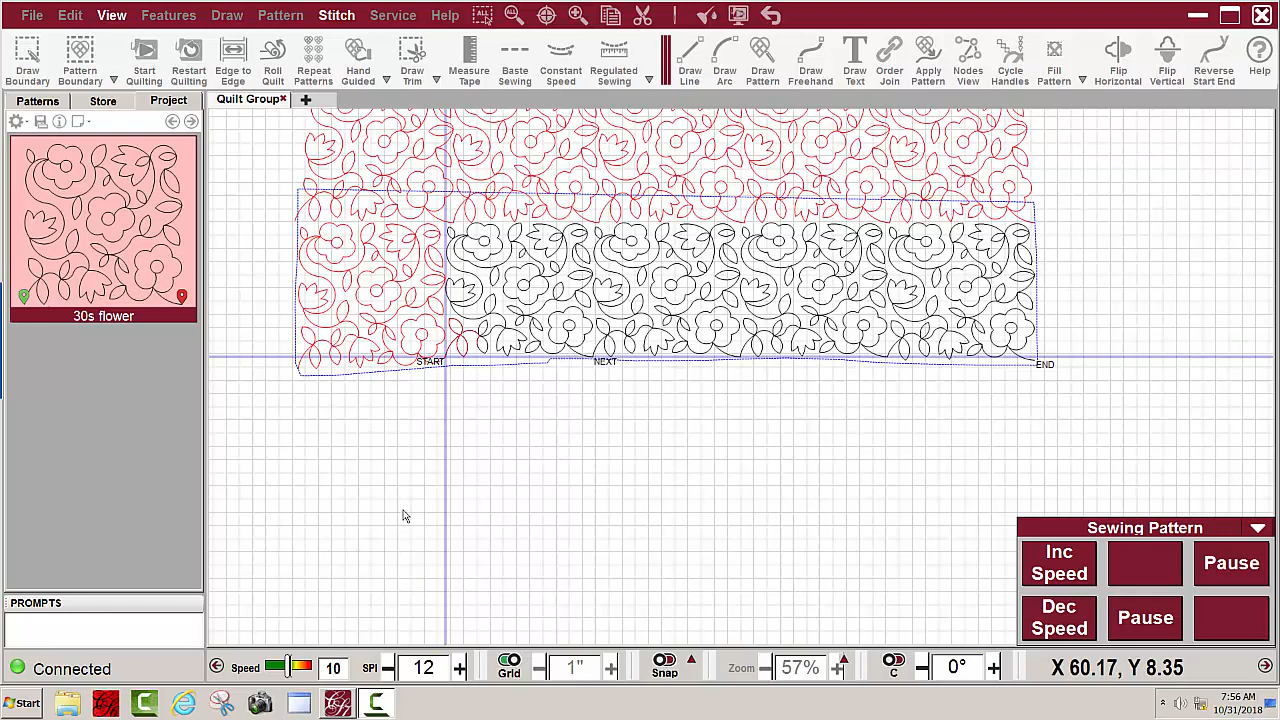 File Edit View Features Draw Pattern Stitch Service Help
ALL
ALL
Draw Boundary
Pattern Boundary
Start Quilting
Restart Quilting
Edge to Edge
Roll Quilt
Repeat Patterns
Hand Guided
Draw Trim
Measure Tape
Baste Sewing
Constant Speed
Regulated Sewing
Draw Line
Draw Arc
Draw Pattern
Draw Freehand
Draw Text
Order Join
Apply Pattern
Nodes View
Cycle Handles
Fill Pattern
Flip Horizontal
Flip Vertical
Reverse Start End
Help
Patterns Store Project
Quilt Group
30s flower
START
NEXT
END
Sewing Pattern
Inc Speed
Pause
Dec Speed
Pause
PROMPTS
Connected
Speed 10
SPI 12
Grid 1"
Snap
Zoom 57%
C 0°
X 60.17, Y 8.35
Start
7:56 AM
10/31/2018